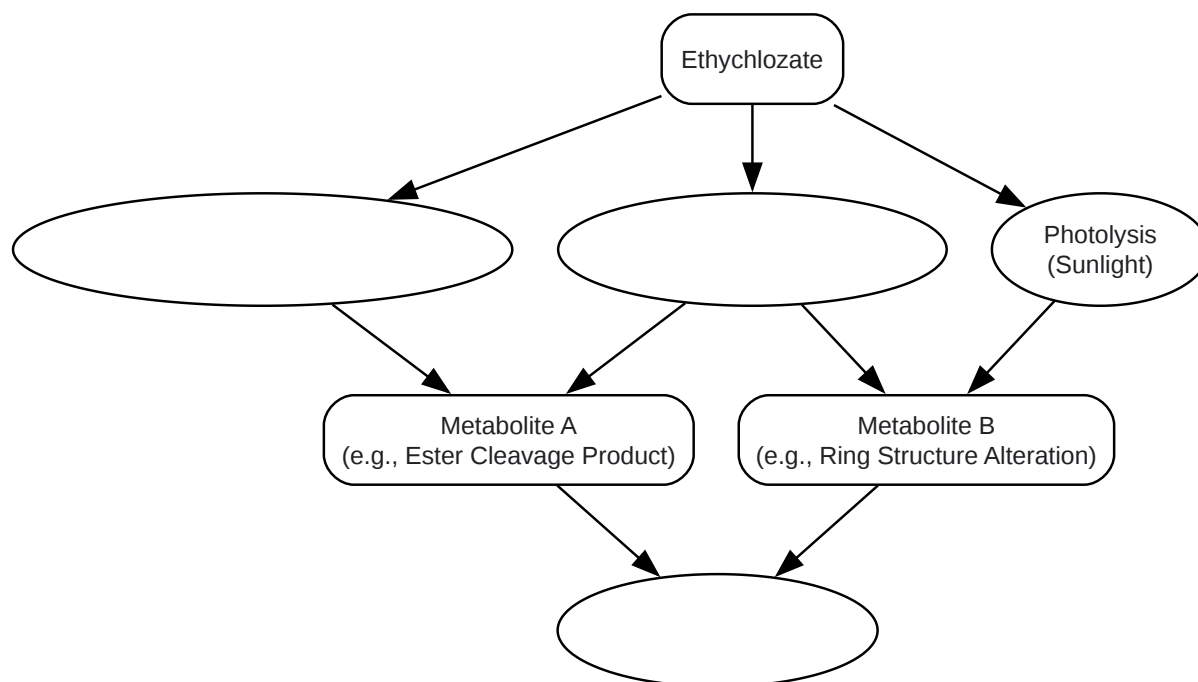 Ethychlozate
Photolysis
(Sunlight)
Metabolite A
(e.g., Ester Cleavage Product)
Metabolite B
(e.g., Ring Structure Alteration)